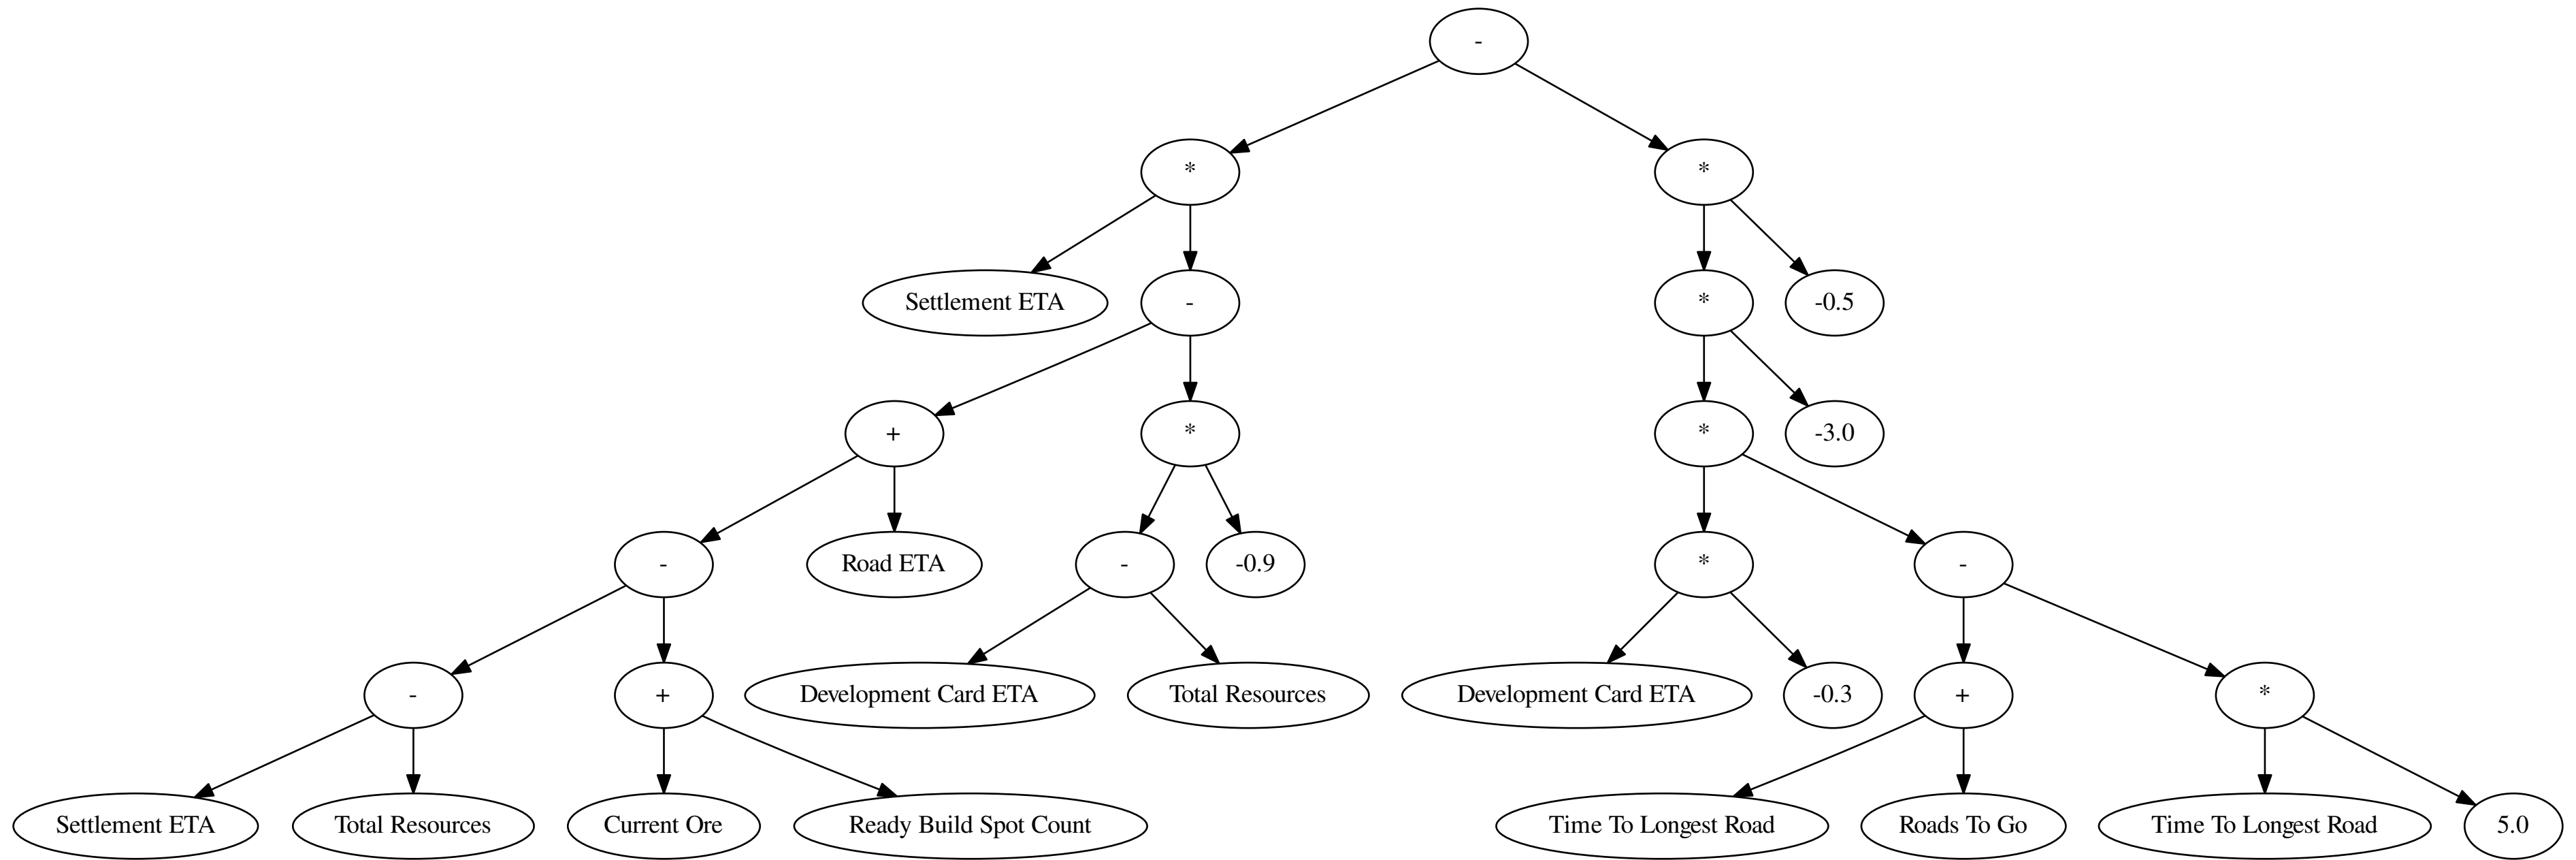 -
*
*
Settlement ETA
-
*
-0.5
+
*
*
-3.0
-
Road ETA
-
-0.9
*
-
-
+
Development Card ETA
Total Resources
Development Card ETA
-0.3
+
*
Settlement ETA
Total Resources
Current Ore
Ready Build Spot Count
Time To Longest Road
Roads To Go
Time To Longest Road
5.0